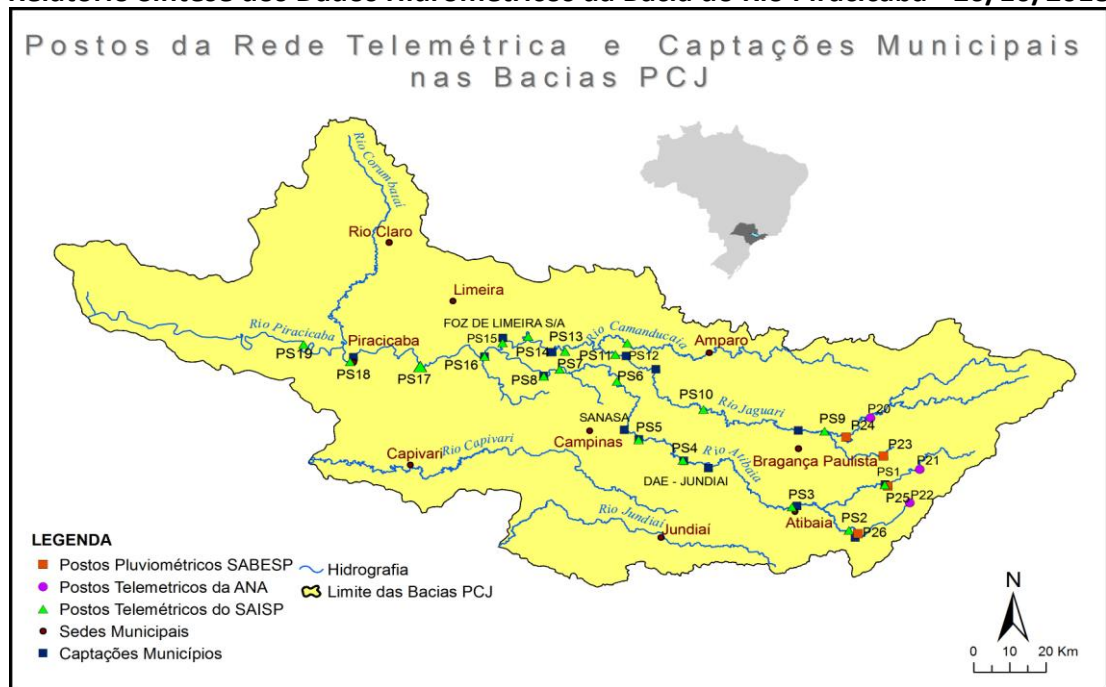 Postos da Rede Telemétrica e Captações Municipais
nas Bacias PCJ
Rio Corumbataí
Rio Claro
Limeira
FOZ DE LIMEIRA S/A
Rio Camanducaia
Rio Piracicaba
Piracicaba
PS15
PS13
PS14
PS11
PS12
Amparo
PS19
PS18
PS17
PS16
PS8
PS7
PS6
PS10
Rio Jaguari
PS9
P20
P24
SANASA
PS5
Campinas
Rio Atibaia
PS4
Bragança Paulista
P23
P21
Capivari
Rio Capivari
DAE - JUNDIAI
PS1
P25
P22
PS3
Atibaia
PS2
P26
Rio Jundiaí
Jundiaí
LEGENDA
Postos Pluviométricos SABESP
Hidrografia
Postos Telemetricos da ANA
Limite das Bacias PCJ
Postos Telemétricos do SAISP
Sedes Municipais
Captações Municípios
N
0 10 20 Km